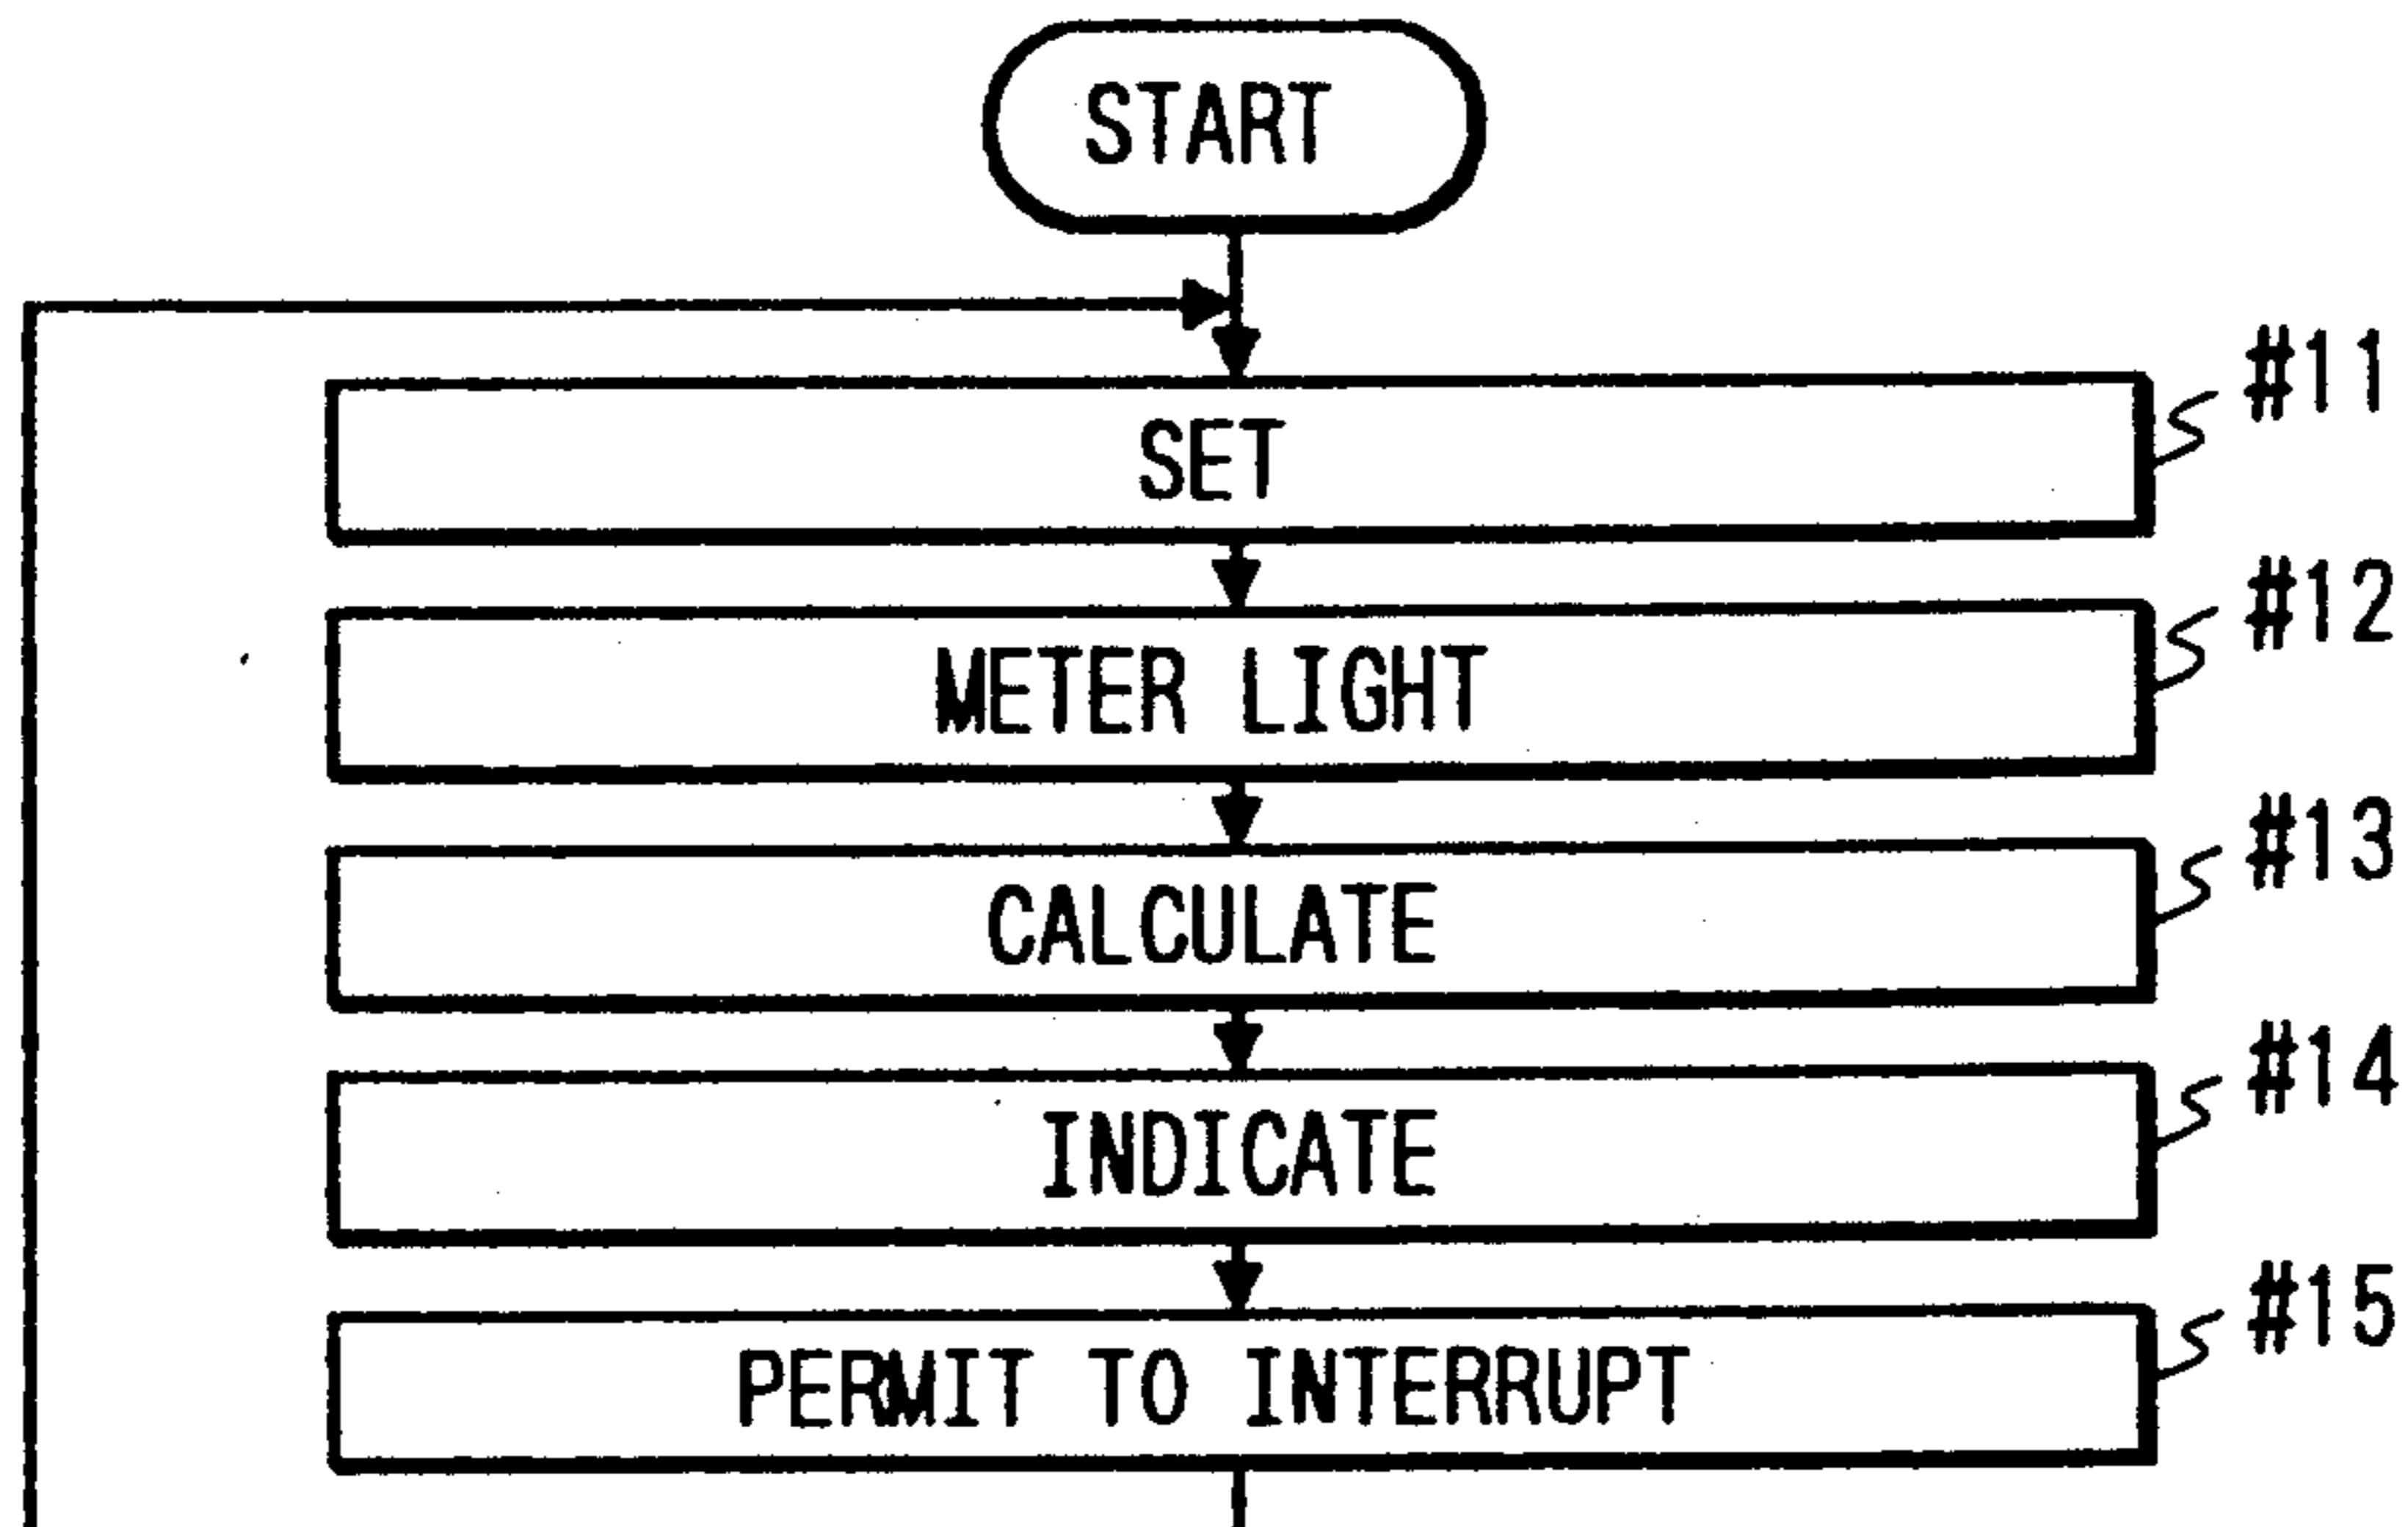 START
#11
SET
#12
METER LIGHT
#13
CALCULATE
#14
INDICATE
#15
PERMIT TO INTERRUPT